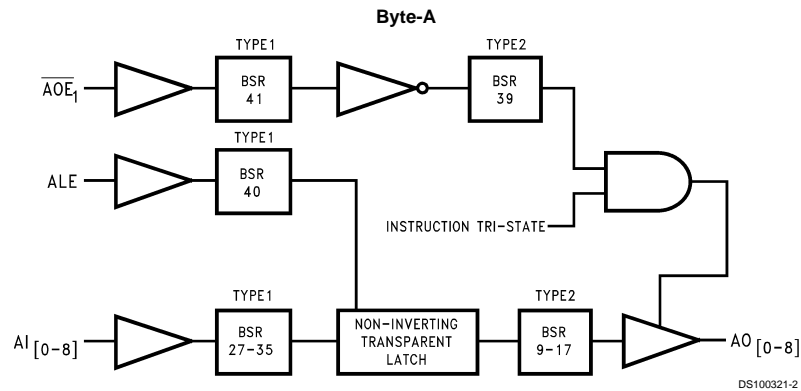 Byte-A
TYPE1
TYPE2
AOE1
BSR
41
BSR
39
TYPE1
ALE
BSR
40
INSTRUCTION TRI-STATE
TYPE1
TYPE2
AI [0-8]
BSR
27-35
NON-INVERTING
TRANSPARENT
LATCH
BSR
9-17
AO [0-8]
DS100321-2